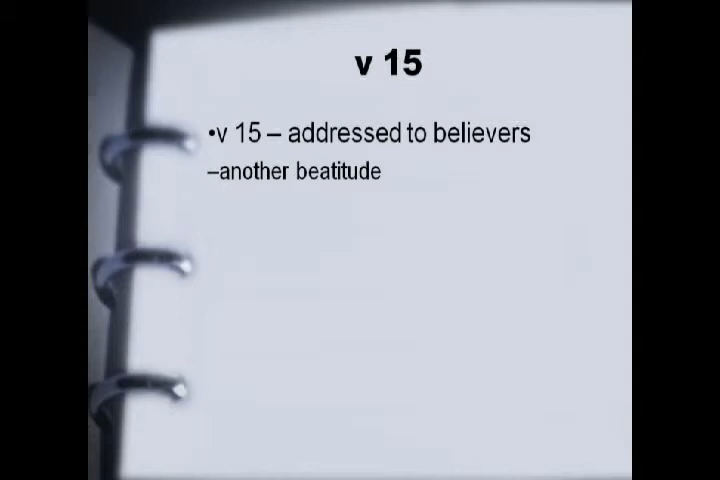 v 15
•v 15 – addressed to believers
–another beatitude